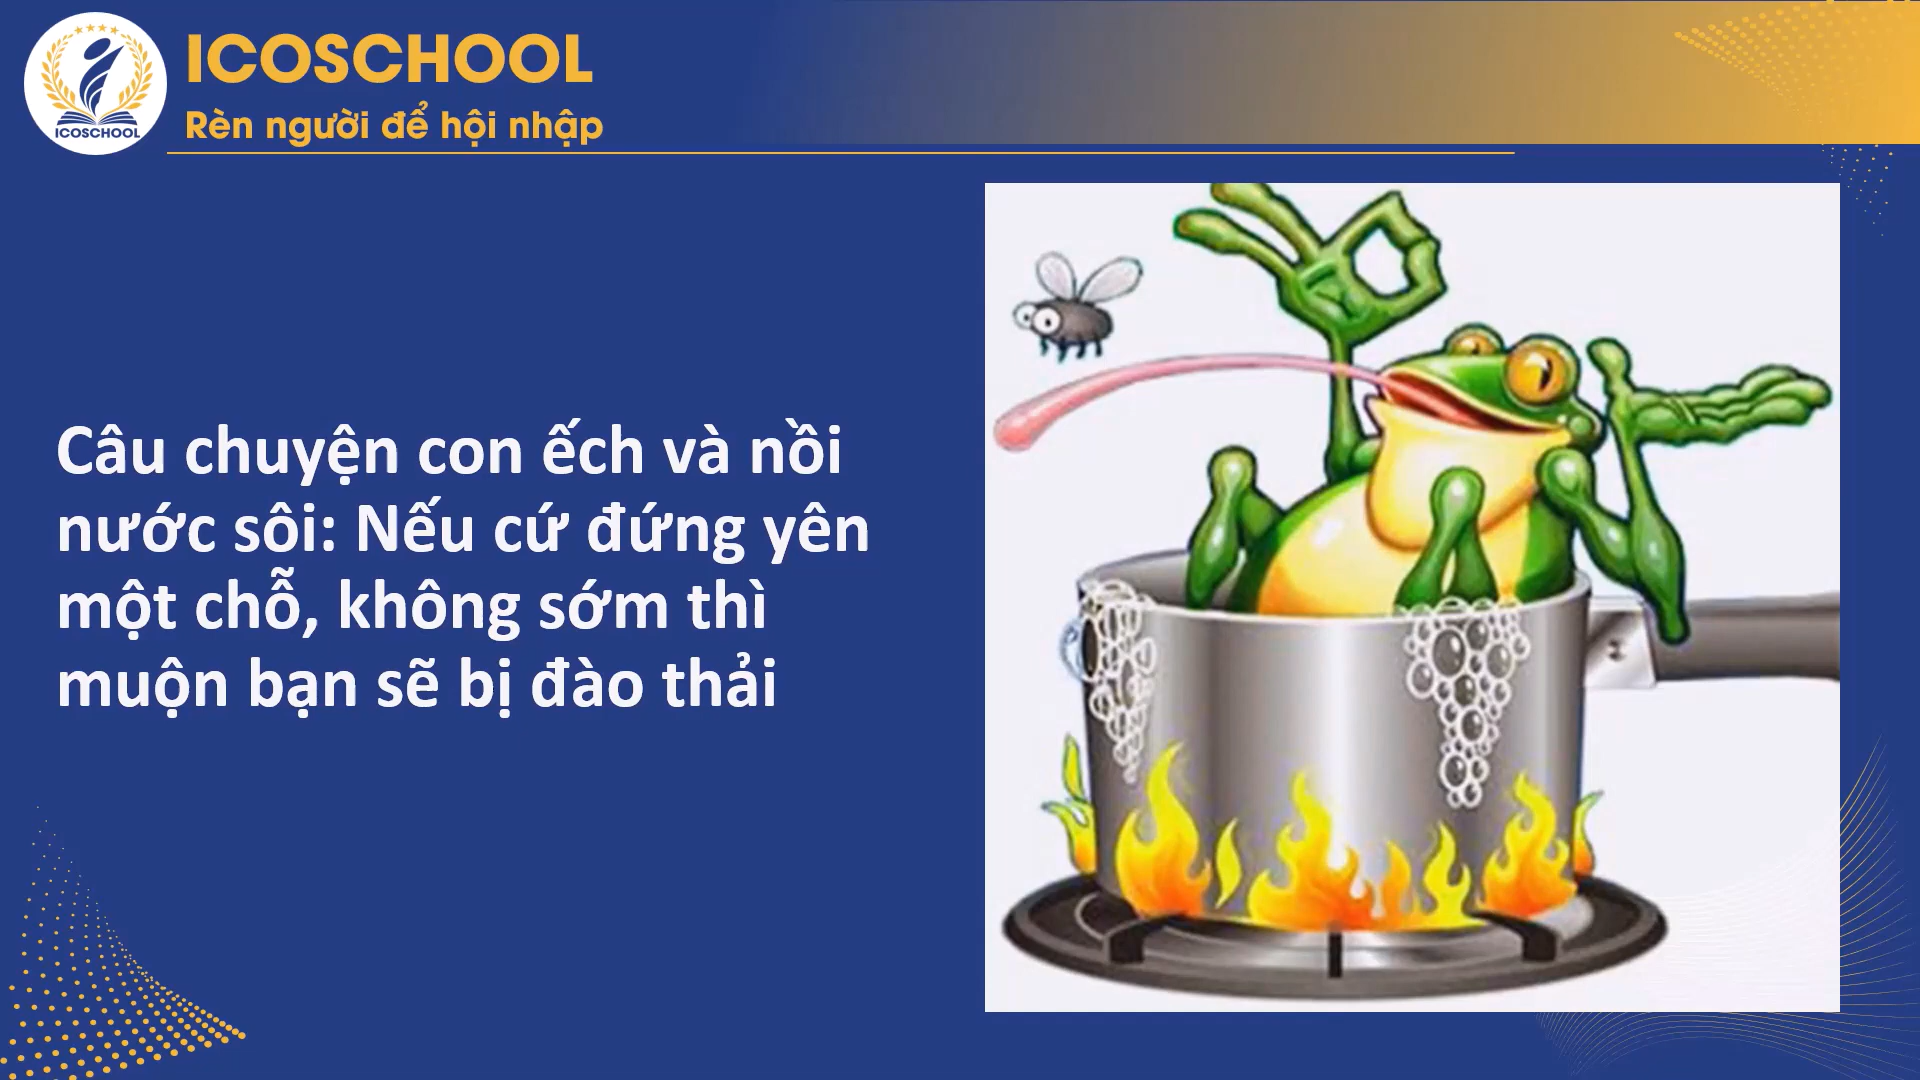 ICOSCHOOL
ICOSCHOOL
Rèn người để hội nhập
Câu chuyện con ếch và nồi
nước sôi: Nếu cứ đứng yên
một chỗ, không sớm thì
muộn bạn sẽ bị đào thải